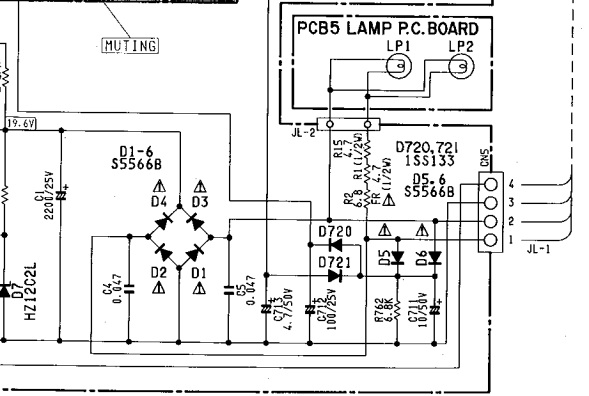 MUTING
PCB5 LAMP P.C.BOARD
LP1
LP2
19.6V
JL-2
D1-6
S5566B
R15
4.7
R1(1/2W)
4.7
(1/2W)
R2
6.8
FR
D720,721
1SS133
D5.6
S5566B
CN5
4
3
2
1
JL-1
C1
2200/25V
D4
D3
D2
D1
D720
D721
D5
D6
D7
HZ12C2L
C4
0.047
C5
0.047
C713
4.7/50V
C712
100/25V
R762
6.8K
C711
10/50V